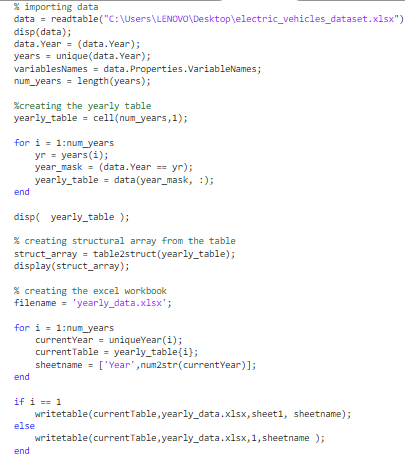 % importing data
data = readtable("C:\Users\LENOVO\Desktop\electric_vehicles_dataset.xlsx")
disp(data);
data.Year = (data.Year);
years = unique(data.Year);
variablesNames = data.Properties.VariableNames;
num_years = length(years);
%creating the yearly table
yearly_table = cell(num_years,1);
for i = 1:num_years
yr = years(i);
year_mask = (data.Year == yr);
yearly_table = data(year_mask, :);
end
disp( yearly_table );
% creating structural array from the table
struct_array = table2struct(yearly_table);
display(struct_array);
% creating the excel workbook
filename = 'yearly_data.xlsx';
for i = 1:num_years
currentYear = uniqueYear(i);
currentTable = yearly_table{i};
sheetname = ['Year',num2str(currentYear)];
end
if i == 1
writetable(currentTable,yearly_data.xlsx,sheet1, sheetname);
else
writetable(currentTable,yearly_data.xlsx,1,sheetname );
end